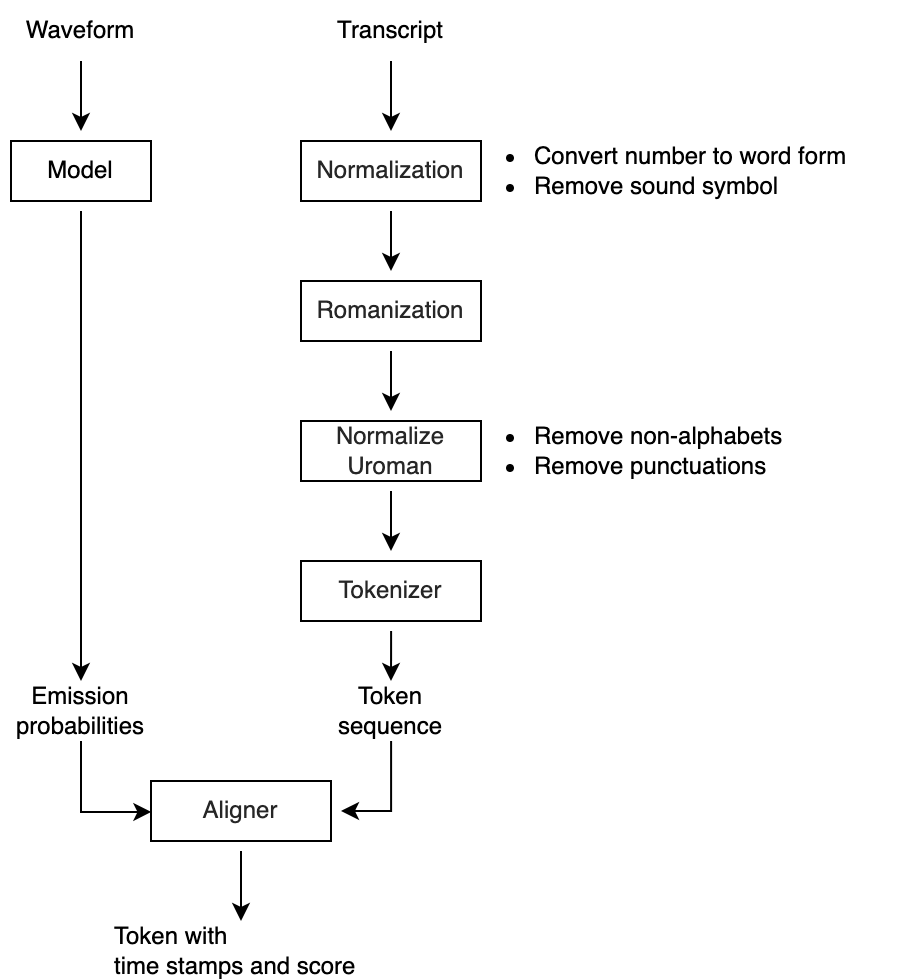 Waveform
Transcript
Model
Normalization
• Convert number to word form
• Remove sound symbol
Romanization
Normalize
Uroman
• Remove non-alphabets
• Remove punctuations
Tokenizer
Emission
probabilities
Token
sequence
Aligner
Token with
time stamps and score